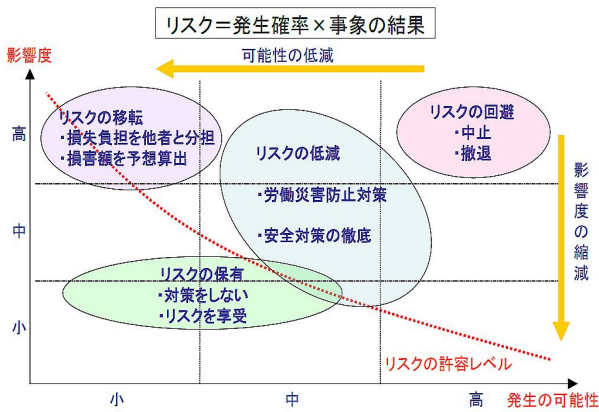 リスク＝発生確率×事象の結果
影響度
可能性の低減
高
リスクの移転
・損失負担を他者と分担
・損害額を予想算出
リスクの低減
・労働災害防止対策
・安全対策の徹底
リスクの回避
・中止
・撤退
影響度の縮減
中
リスクの保有
・対策をしない
・リスクを享受
小
リスクの許容レベル
小
中
高
発生の可能性